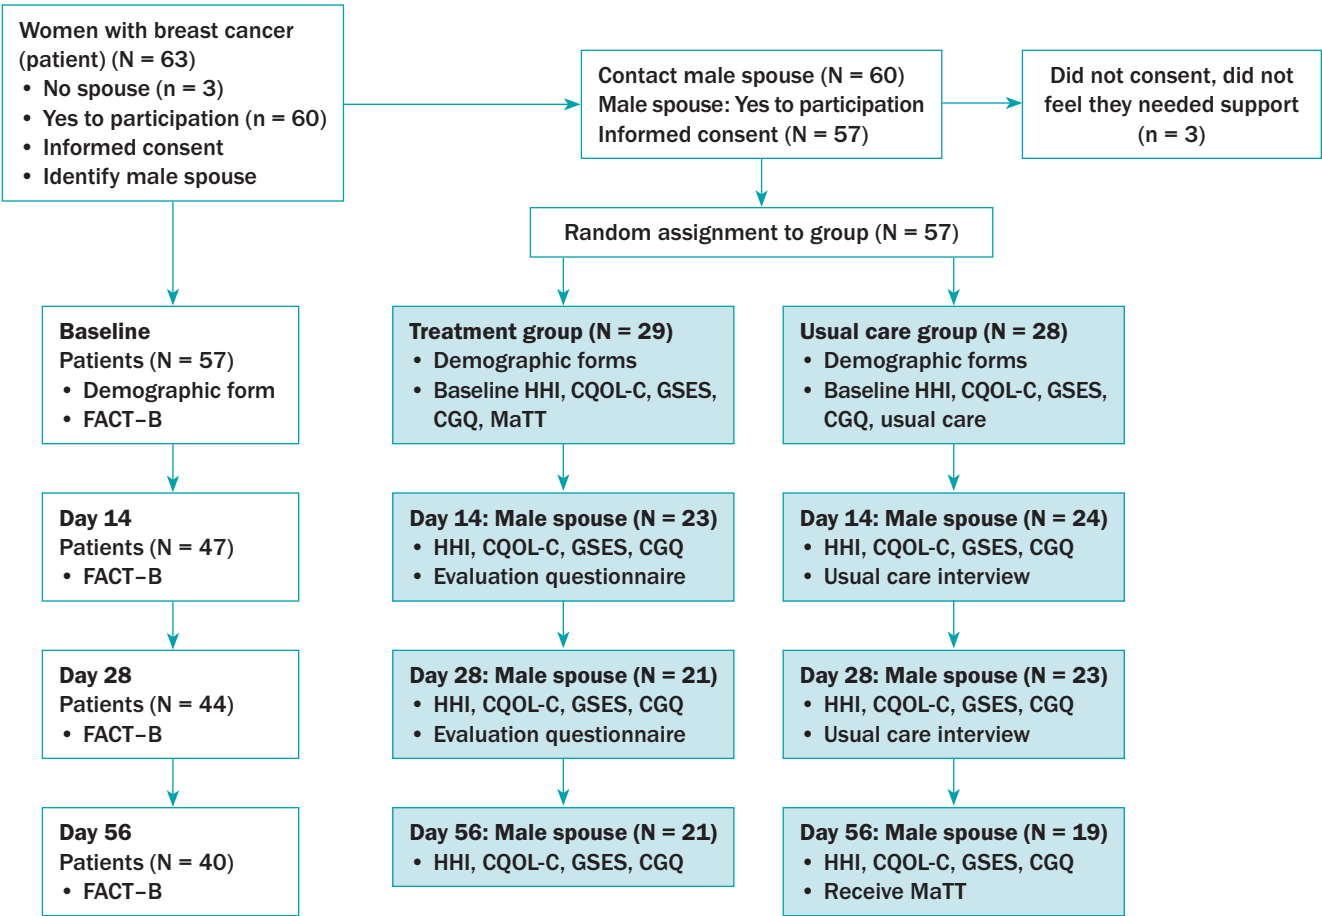 Women with breast cancer
(patient) (N = 63)
• No spouse (n = 3)
• Yes to participation (n = 60)
• Informed consent
• Identify male spouse
Contact male spouse (N = 60)
Male spouse: Yes to participation
Informed consent (N = 57)
Did not consent, did not
feel they needed support
(n = 3)
Random assignment to group (N = 57)
Baseline
Patients (N = 57)
• Demographic form
• FACT–B
Treatment group (N = 29)
• Demographic forms
• Baseline HHI, CQOL-C, GSES,
CGQ, MaTT
Usual care group (N = 28)
• Demographic forms
• Baseline HHI, CQOL-C, GSES,
CGQ, usual care
Day 14
Patients (N = 47)
• FACT–B
Day 14: Male spouse (N = 23)
• HHI, CQOL-C, GSES, CGQ
• Evaluation questionnaire
Day 14: Male spouse (N = 24)
• HHI, CQOL-C, GSES, CGQ
• Usual care interview
Day 28
Patients (N = 44)
• FACT–B
Day 28: Male spouse (N = 21)
• HHI, CQOL-C, GSES, CGQ
• Evaluation questionnaire
Day 28: Male spouse (N = 23)
• HHI, CQOL-C, GSES, CGQ
• Usual care interview
Day 56
Patients (N = 40)
• FACT–B
Day 56: Male spouse (N = 21)
• HHI, CQOL-C, GSES, CGQ
Day 56: Male spouse (N = 19)
• HHI, CQOL-C, GSES, CGQ
• Receive MaTT